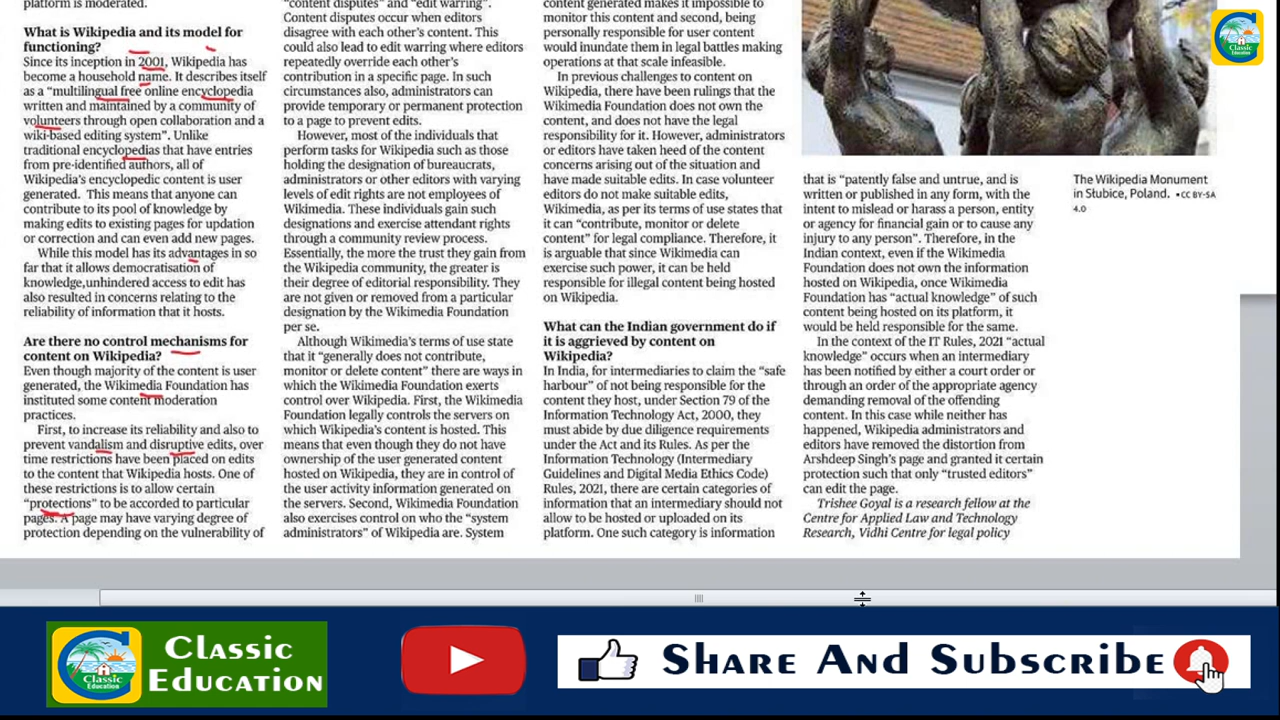 platform is moderated.
What is Wikipedia and its model for
functioning?
Since its inception in 2001, Wikipedia has
become a household name. It describes itself
as a “multilingual free online encyclopedia
written and maintained by a community of
volunteers through open collaboration and a
wiki-based editing system”. Unlike
traditional encyclopedias that have entries
from pre-identified authors, all of
Wikipedia’s encyclopedic content is user
generated. This means that anyone can
contribute to its pool of knowledge by
making edits to existing pages for updation
or correction and can even add new pages.
While this model has its advantages in so
far that it allows democratisation of
knowledge,unhindered access to edit has
also resulted in concerns relating to the
reliability of information that it hosts.
Are there no control mechanisms for
content on Wikipedia?
Even though majority of the content is user
generated, the Wikimedia Foundation has
instituted some content moderation
practices.
First, to increase its reliability and also to
prevent vandalism and disruptive edits, over
time restrictions have been placed on edits
to the content that Wikipedia hosts. One of
these restrictions is to allow certain
“protections” to be accorded to particular
pages. A page may have varying degree of
protection depending on the vulnerability of
“content disputes” and “edit warring”.
Content disputes occur when editors
disagree with each other’s content. This
could also lead to edit warring where editors
repeatedly override each other’s
contribution in a specific page. In such
circumstances also, administrators can
provide temporary or permanent protection
to a page to prevent edits.
However, most of the individuals that
perform tasks for Wikipedia such as those
holding the designation of bureaucrats,
administrators or other editors with varying
levels of edit rights are not employees of
Wikimedia. These individuals gain such
designations and exercise attendant rights
through a community review process.
Essentially, the more the trust they gain from
the Wikipedia community, the greater is
their degree of editorial responsibility. They
are not given or removed from a particular
designation by the Wikimedia Foundation
per se.
Although Wikimedia’s terms of use state
that it “generally does not contribute,
monitor or delete content” there are ways in
which the Wikimedia Foundation exerts
control over Wikipedia. First, the Wikimedia
Foundation legally controls the servers on
which Wikipedia’s content is hosted. This
means that even though they do not have
ownership of the user generated content
hosted on Wikipedia, they are in control of
the user activity information generated on
the servers. Second, Wikimedia Foundation
also exercises control on who the “system
administrators” of Wikipedia are. System
content generated makes it impossible to
monitor this content and second, being
personally responsible for user content
would inundate them in legal battles making
operations at that scale infeasible.
In previous challenges to content on
Wikipedia, there have been rulings that the
Wikimedia Foundation does not own the
content, and does not have the legal
responsibility for it. However, administrators
or editors have taken heed of the content
concerns arising out of the situation and
have made suitable edits. In case volunteer
editors do not make suitable edits,
Wikimedia, as per its terms of use states that
it can “contribute, monitor or delete
content” for legal compliance. Therefore, it
is arguable that since Wikimedia can
exercise such power, it can be held
responsible for illegal content being hosted
on Wikipedia.
What can the Indian government do if
it is aggrieved by content on
Wikipedia?
In India, for intermediaries to claim the “safe
harbour” of not being responsible for the
content they host, under Section 79 of the
Information Technology Act, 2000, they
must abide by due diligence requirements
under the Act and its Rules. As per the
Information Technology (Intermediary
Guidelines and Digital Media Ethics Code)
Rules, 2021, there are certain categories of
information that an intermediary should not
allow to be hosted or uploaded on its
platform. One such category is information
that is “patently false and untrue, and is
written or published in any form, with the
intent to mislead or harass a person, entity
or agency for financial gain or to cause any
injury to any person”. Therefore, in the
Indian context, even if the Wikimedia
Foundation does not own the information
hosted on Wikipedia, once Wikimedia
Foundation has “actual knowledge” of such
content being hosted on its platform, it
would be held responsible for the same.
In the context of the IT Rules, 2021 “actual
knowledge” occurs when an intermediary
has been notified by either a court order or
through an order of the appropriate agency
demanding removal of the offending
content. In this case while neither has
happened, Wikipedia administrators and
editors have removed the distortion from
Arshdeep Singh’s page and granted it certain
protection such that only “trusted editors”
can edit the page.
Trishee Goyal is a research fellow at the
Centre for Applied Law and Technology
Research, Vidhi Centre for legal policy
The Wikipedia Monument
in Słubice, Poland. •CC BY-SA
4.0
Classic
Education
Classic
Education
Classic
Education
Share And Subscribe